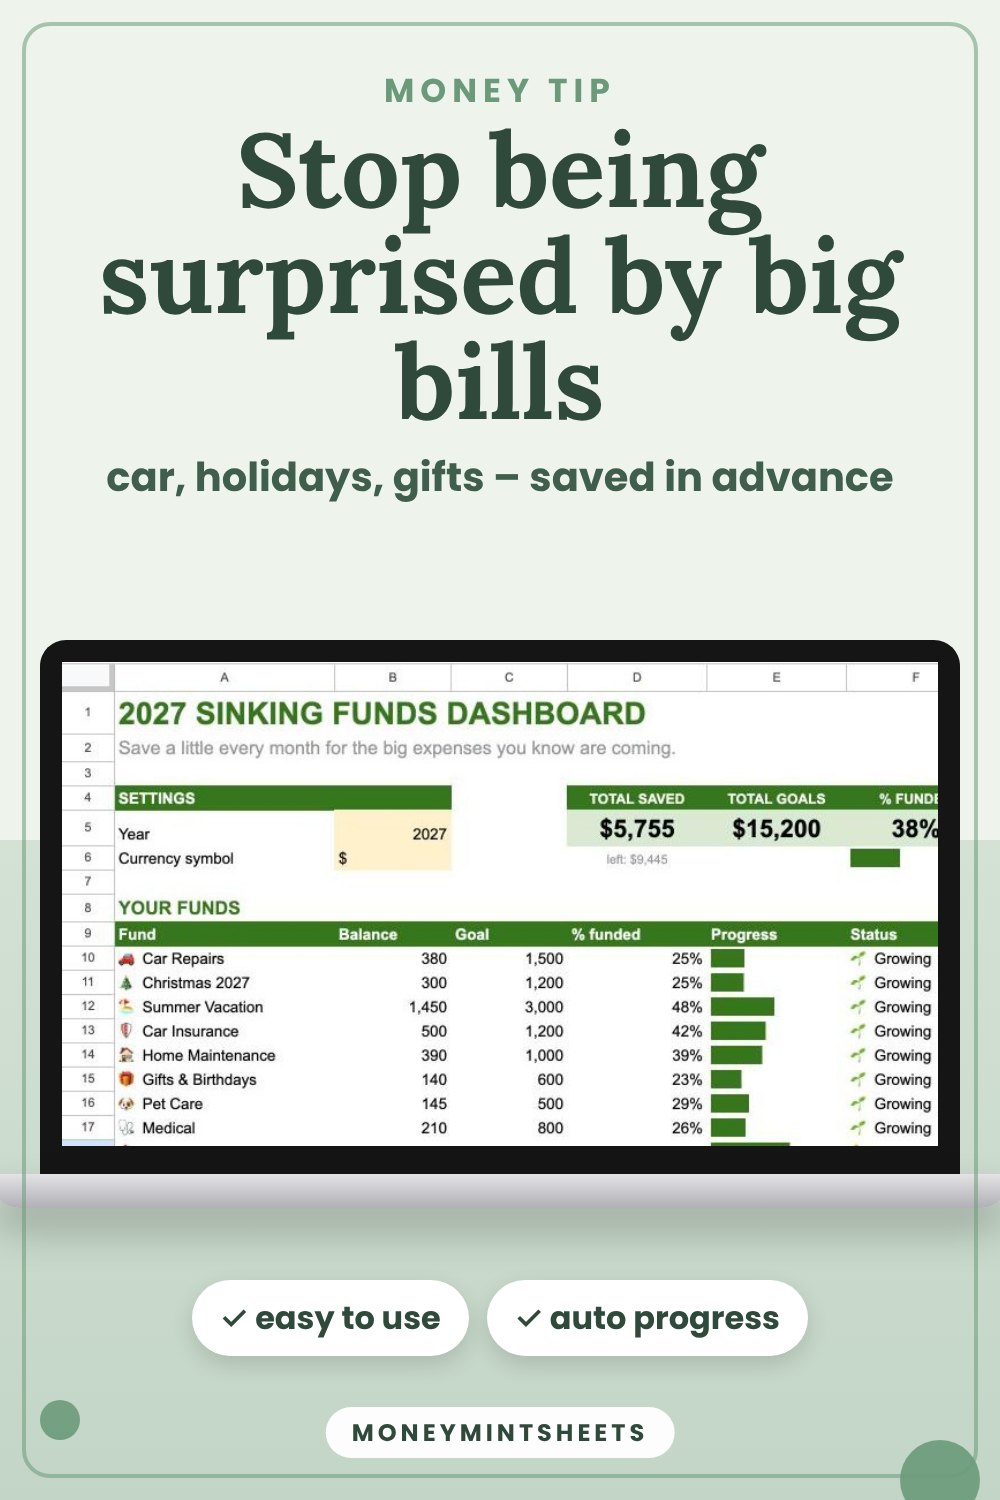 MONEY TIP
Stop being
surprised by big
bills
car, holidays, gifts – saved in advance
A B C D E F
1 2027 SINKING FUNDS DASHBOARD
2 Save a little every month for the big expenses you know are coming.
3
4 SETTINGS TOTAL SAVED TOTAL GOALS % FUNDE
5 Year 2027 $5,755 $15,200 38%
6 Currency symbol $ left: $9,445
7
8 YOUR FUNDS
9 Fund Balance Goal % funded Progress Status
10 🚗 Car Repairs 380 1,500 25% 🌱 Growing
11 🎄 Christmas 2027 300 1,200 25% 🌱 Growing
12 🏖️ Summer Vacation 1,450 3,000 48% 🌱 Growing
13 🛡️ Car Insurance 500 1,200 42% 🌱 Growing
14 🏠 Home Maintenance 390 1,000 39% 🌱 Growing
15 🎁 Gifts & Birthdays 140 600 23% 🌱 Growing
16 🐶 Pet Care 145 500 29% 🌱 Growing
17 🩺 Medical 210 800 26% 🌱 Growing
✓ easy to use ✓ auto progress
MONEYMINTSHEETS